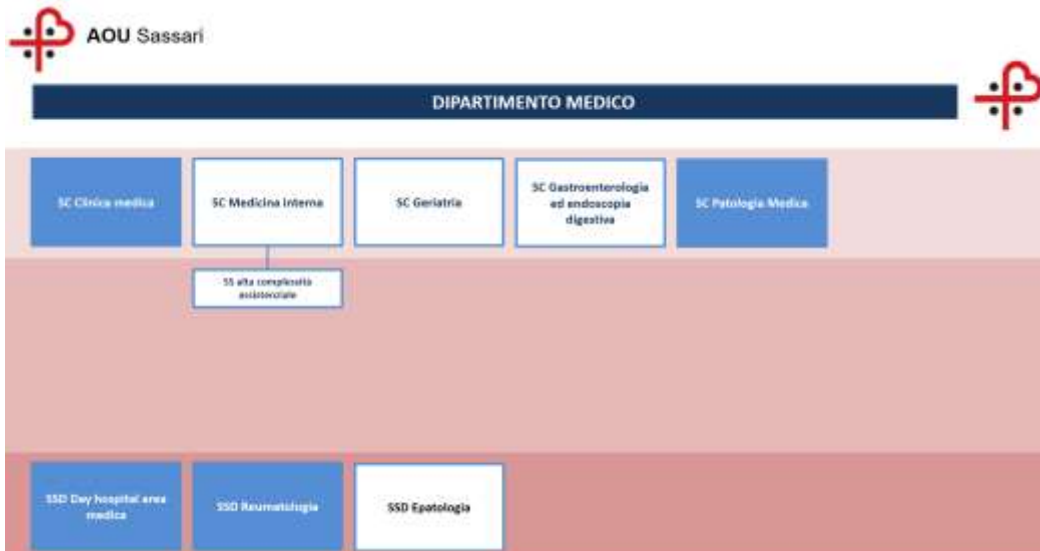 AOU Sassari
DIPARTIMENTO MEDICO
SC Clinica medica
SC Medicina Interna
SC Geriatria
SC Gastroenterologia
ed endoscopia
digestiva
SC Patologia Medica
SS alta complessità
assistenziale
SSD Day hospital area
medica
SSD Reumatologia
SSD Epatologia